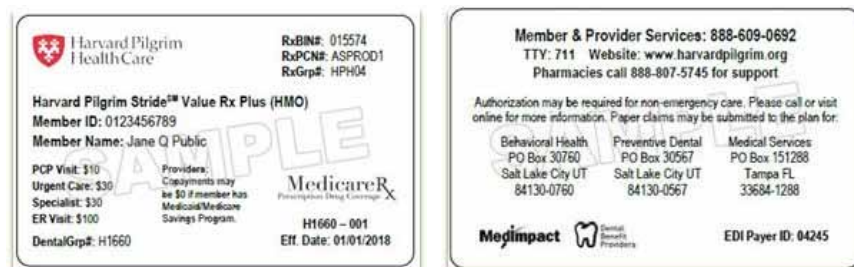 Harvard Pilgrim
HealthCare
RxBIN#: 015574
RxPCN#: ASPROD1
RxGrp#: HPH04
Harvard Pilgrim Stride℠ Value Rx Plus (HMO)
Member ID: 0123456789
Member Name: Jane Q Public
SAMPLE
PCP Visit: $10
Urgent Care: $30
Specialist: $30
ER Visit: $100
DentalGrp#: H1660
Providers:
Copayments may
be $0 if member has
Medicaid/Medicare
Savings Program.
MedicareRx
Prescription Drug Coverage
H1660 – 001
Eff. Date: 01/01/2018
Member & Provider Services: 888-609-0692
TTY: 711 Website: www.harvardpilgrim.org
Pharmacies call 888-807-5745 for support
Authorization may be required for non-emergency care. Please call or visit
online for more information. Paper claims may be submitted to the plan for:
SAMPLE
Behavioral Health
PO Box 30760
Salt Lake City UT
84130-0760
Preventive Dental
PO Box 30567
Salt Lake City UT
84130-0567
Medical Services
PO Box 151288
Tampa FL
33684-1288
Medimpact
Dental
Benefit
Providers
EDI Payer ID: 04245